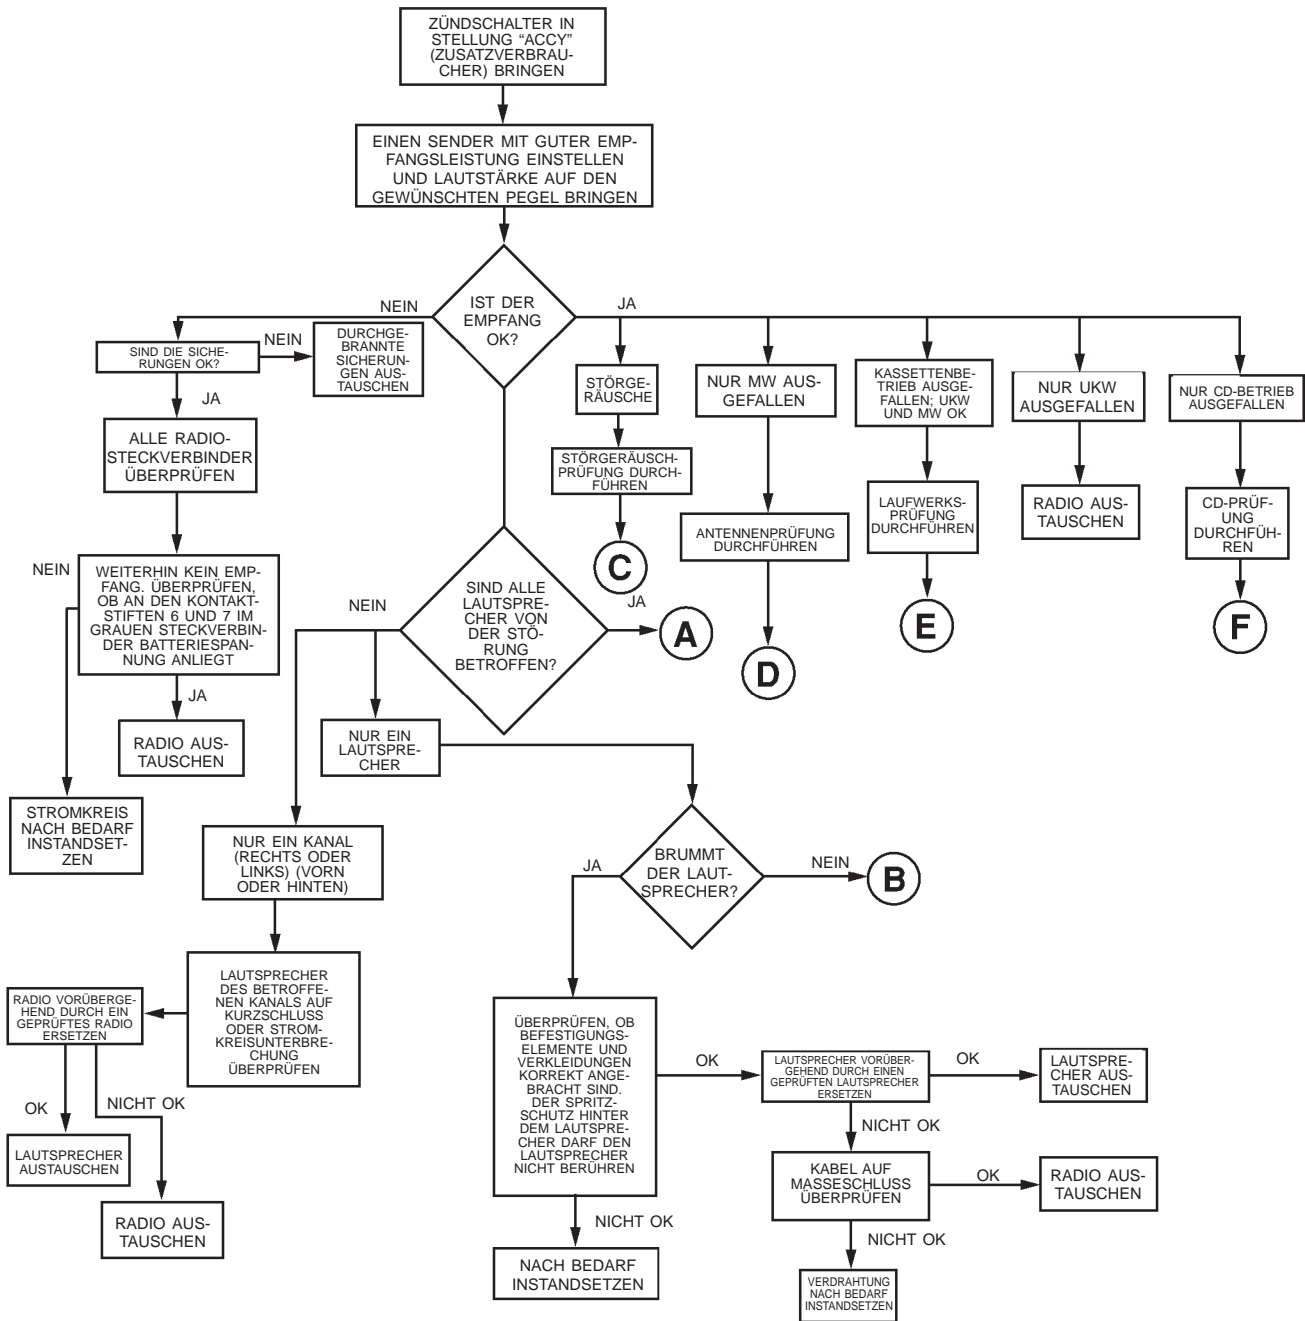 ZÜNDSCHALTER IN
STELLUNG “ACCY”
(ZUSATZVERBRAU-
CHER) BRINGEN
EINEN SENDER MIT GUTER EMP-
FANGSLEISTUNG EINSTELLEN
UND LAUTSTÄRKE AUF DEN
GEWÜNSCHTEN PEGEL BRINGEN
IST DER
EMPFANG
OK?
NEIN
JA
SIND DIE SICHE-
RUNGEN OK?
NEIN
DURCHGE-
BRANNTE
SICHERUN-
GEN AUS-
TAUSCHEN
JA
ALLE RADIO-
STECKVERBINDER
ÜBERPRÜFEN
WEITERHIN KEIN EMP-
FANG. ÜBERPRÜFEN,
OB AN DEN KONTAKT-
STIFTEN 6 UND 7 IM
GRAUEN STECKVERBIN-
DER BATTERIESPAN-
NUNG ANLIEGT
NEIN
JA
RADIO AUS-
TAUSCHEN
STROMKREIS
NACH BEDARF
INSTANDSET-
ZEN
STÖRGE-
RÄUSCHE
STÖRGERÄUSCH-
PRÜFUNG DURCH-
FÜHREN
C
NUR MW AUS-
GEFALLEN
ANTENNENPRÜFUNG
DURCHFÜHREN
D
KASSETTENBE-
TRIEB AUSGE-
FALLEN; UKW
UND MW OK
LAUFWERKS-
PRÜFUNG
DURCHFÜHREN
E
NUR UKW
AUSGEFALLEN
RADIO AUS-
TAUSCHEN
NUR CD-BETRIEB
AUSGEFALLEN
CD-PRÜF-
UNG
DURCHFÜH-
REN
F
SIND ALLE
LAUTSPRE-
CHER VON
DER STÖ-
RUNG
BETROFFEN?
JA
A
NEIN
NUR EIN
LAUTSPRE-
CHER
NUR EIN KANAL
(RECHTS ODER
LINKS) (VORN
ODER HINTEN)
LAUTSPRECHER
DES BETROFFE-
NEN KANALS AUF
KURZSCHLUSS
ODER STROM-
KREISUNTERBRE-
CHUNG
ÜBERPRÜFEN
RADIO VORÜBERGE-
HEND DURCH EIN
GEPRÜFTES RADIO
ERSETZEN
OK
NICHT OK
LAUTSPRECHER
AUSTAUSCHEN
RADIO AUS-
TAUSCHEN
BRUMMT
DER LAUT-
SPRECHER?
JA
NEIN
B
ÜBERPRÜFEN, OB
BEFESTIGUNGS-
ELEMENTE UND
VERKLEIDUNGEN
KORREKT ANGE-
BRACHT SIND.
DER SPRITZ-
SCHUTZ HINTER
DEM LAUTSPRE-
CHER DARF DEN
LAUTSPRECHER
NICHT BERÜHREN
OK
NICHT OK
NACH BEDARF
INSTANDSETZEN
LAUTSPRECHER VORÜBER-
GEHEND DURCH EINEN
GEPRÜFTEN LAUTSPRECHER
ERSETZEN
OK
LAUTSPRE-
CHER AUS-
TAUSCHEN
NICHT OK
KABEL AUF
MASSESCHLUSS
ÜBERPRÜFEN
OK
RADIO AUS-
TAUSCHEN
NICHT OK
VERDRAHTUNG
NACH BEDARF
INSTANDSETZEN